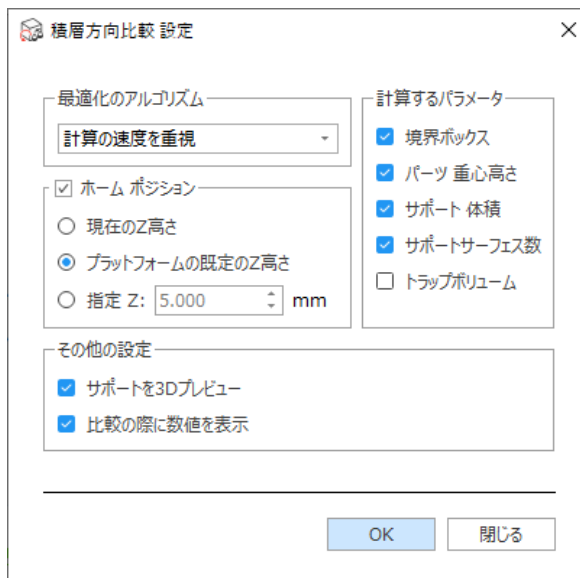 積層方向比較 設定
最適化のアルゴリズム
計算の速度を重視
ホーム ポジション
現在のZ高さ
プラットフォームの既定のZ高さ
指定 Z: 5.000 mm
計算するパラメータ
境界ボックス
パーツ 重心高さ
サポート 体積
サポートサーフェス数
トラップボリューム
その他の設定
サポートを3Dプレビュー
比較の際に数値を表示
OK 閉じる